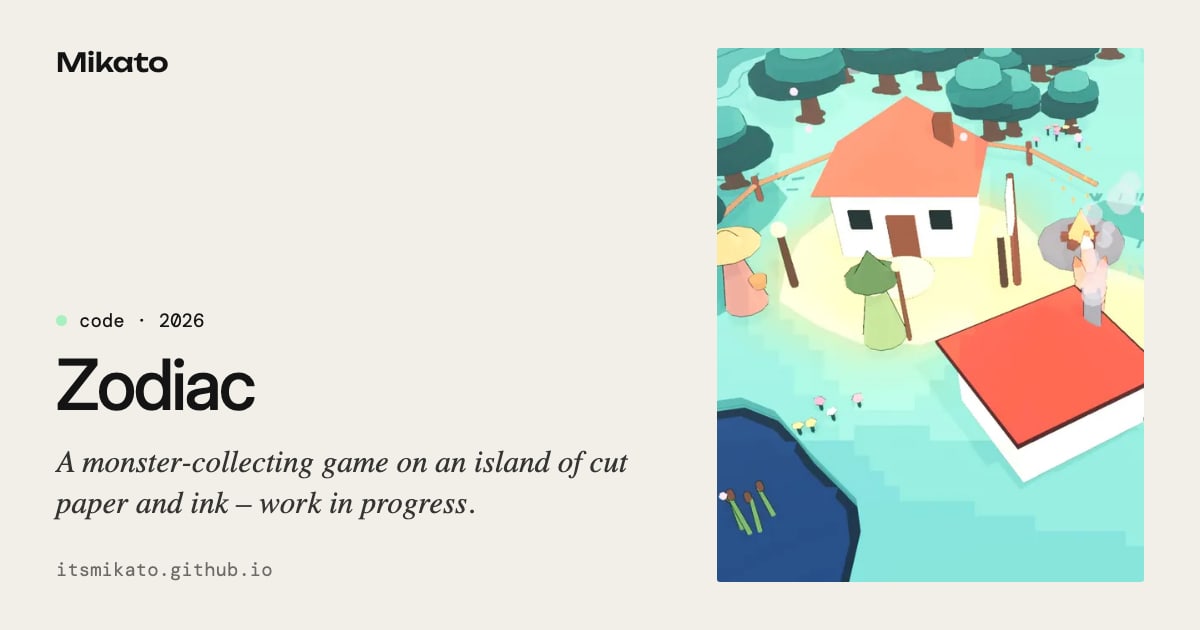 Mikato
code · 2026
Zodiac
A monster-collecting game on an island of cut
paper and ink – work in progress.
itsmikato.github.io